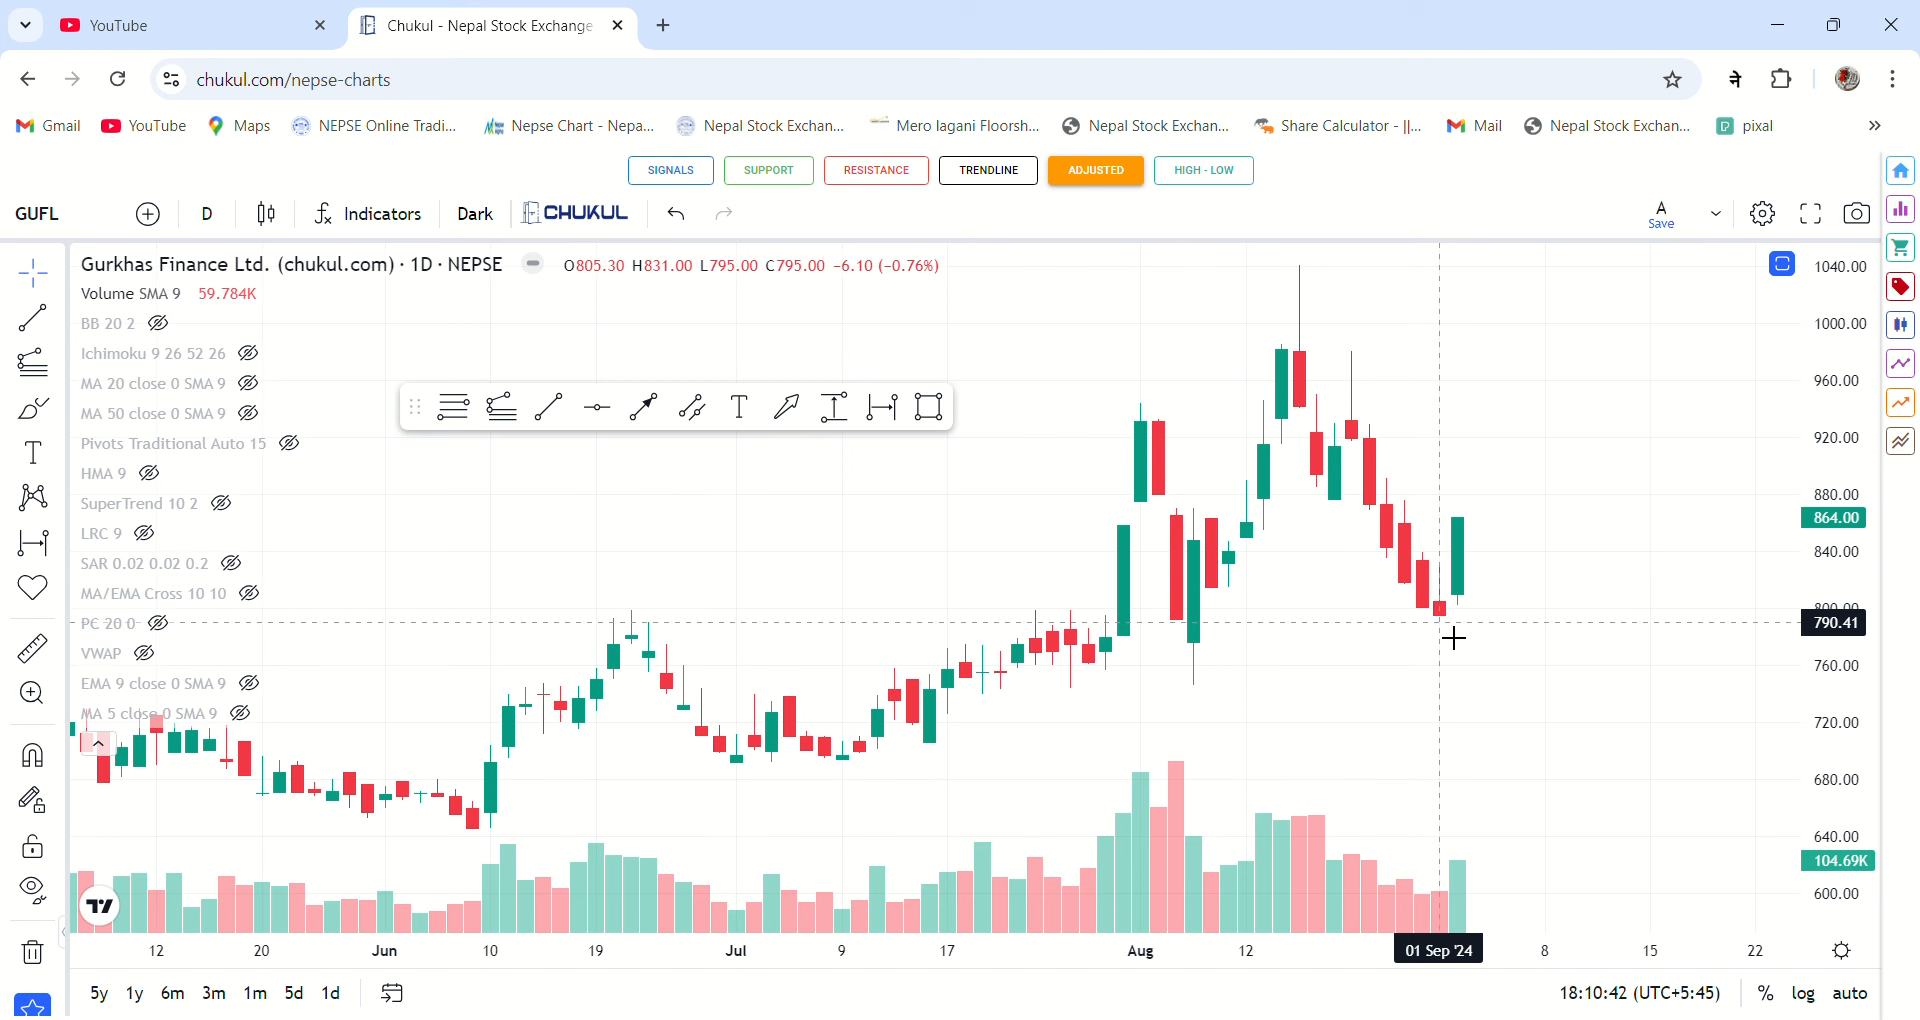 YouTube
Chukul - Nepal Stock Exchange
chukul.com/nepse-charts
ने
Gmail YouTube Maps NEPSE Online Tradi... Nepse Chart - Nepa... Nepal Stock Exchan... Mero lagani Floorsh... Nepal Stock Exchan... Share Calculator - ||... Mail Nepal Stock Exchan... pixal
SIGNALS SUPPORT RESISTANCE TRENDLINE ADJUSTED HIGH - LOW
GUFL D Indicators Dark CHUKUL A Save
Gurkhas Finance Ltd. (chukul.com) · 1D · NEPSE O805.30 H831.00 L795.00 C795.00 -6.10 (-0.76%)
Volume SMA 9 59.784K
BB 20 2
Ichimoku 9 26 52 26
MA 20 close 0 SMA 9
MA 50 close 0 SMA 9
Pivots Traditional Auto 15
HMA 9
SuperTrend 10 2
LRC 9
SAR 0.02 0.02 0.2
MA/EMA Cross 10 10
PC 20 0
VWAP
EMA 9 close 0 SMA 9
MA 5 close 0 SMA 9
1040.00
1000.00
960.00
920.00
880.00
864.00
840.00
800.00
790.41
760.00
720.00
680.00
640.00
104.69K
600.00
12 20 Jun 10 19 Jul 9 17 Aug 12 01 Sep '24 8 15 22
5y 1y 6m 3m 1m 5d 1d 18:10:42 (UTC+5:45) % log auto